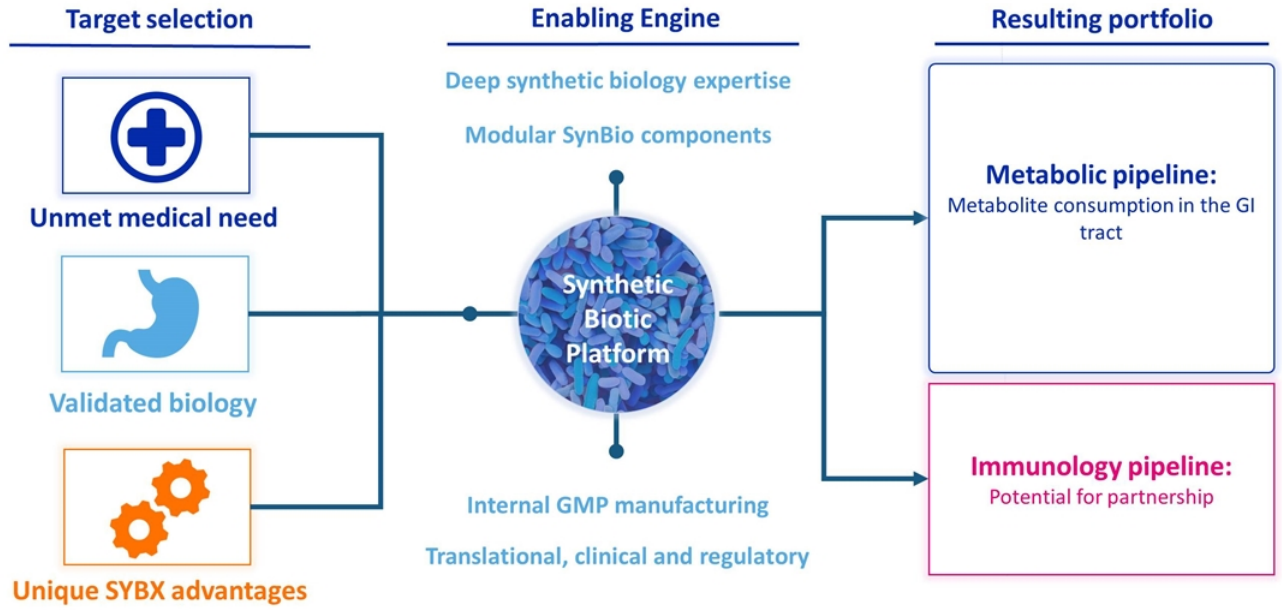 Target selection
Unmet medical need
Validated biology
Unique SYBX advantages
Enabling Engine
Deep synthetic biology expertise
Modular SynBio components
Synthetic
Biotic
Platform
Internal GMP manufacturing
Translational, clinical and regulatory
Resulting portfolio
Metabolic pipeline:
Metabolite consumption in the GI
tract
Immunology pipeline:
Potential for partnership